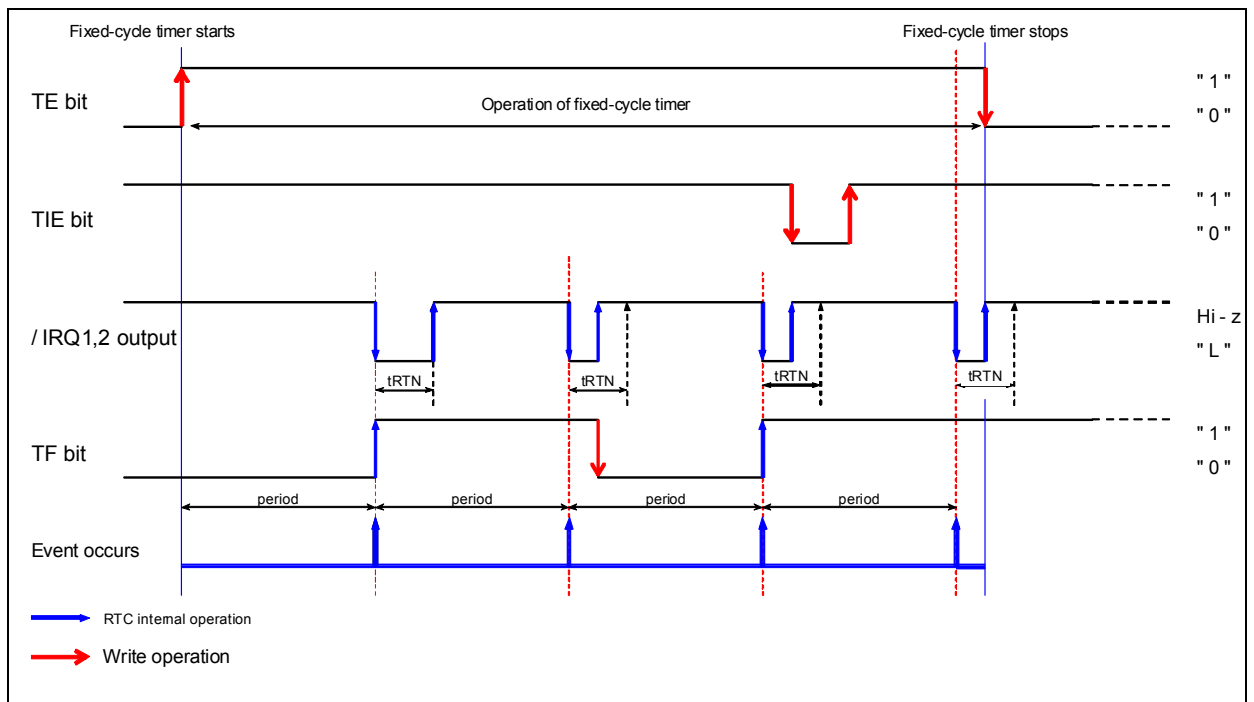 Fixed-cycle timer starts
Fixed-cycle timer stops
TE bit
Operation of fixed-cycle timer
" 1 "
" 0 "
TIE bit
" 1 "
" 0 "
/ IRQ1,2 output
Hi - z
" L "
tRTN
tRTN
tRTN
tRTN
TF bit
" 1 "
" 0 "
period
period
period
period
Event occurs
RTC internal operation
Write operation